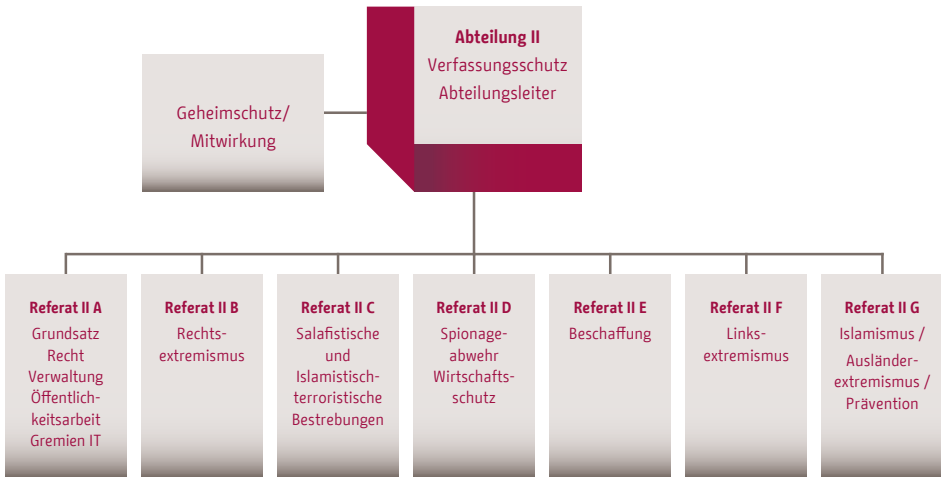 Abteilung II
Verfassungsschutz
Abteilungsleiter
Geheimschutz/
Mitwirkung
Referat II A
Grundsatz
Recht
Verwaltung
Öffentlich-
keitsarbeit
Gremien IT
Referat II B
Rechts-
extremismus
Referat II C
Salafistische
und
Islamistisch-
terroristische
Bestrebungen
Referat II D
Spionage-
abwehr
Wirtschafts-
schutz
Referat II E
Beschaffung
Referat II F
Links-
extremismus
Referat II G
Islamismus /
Ausländer-
extremismus /
Prävention